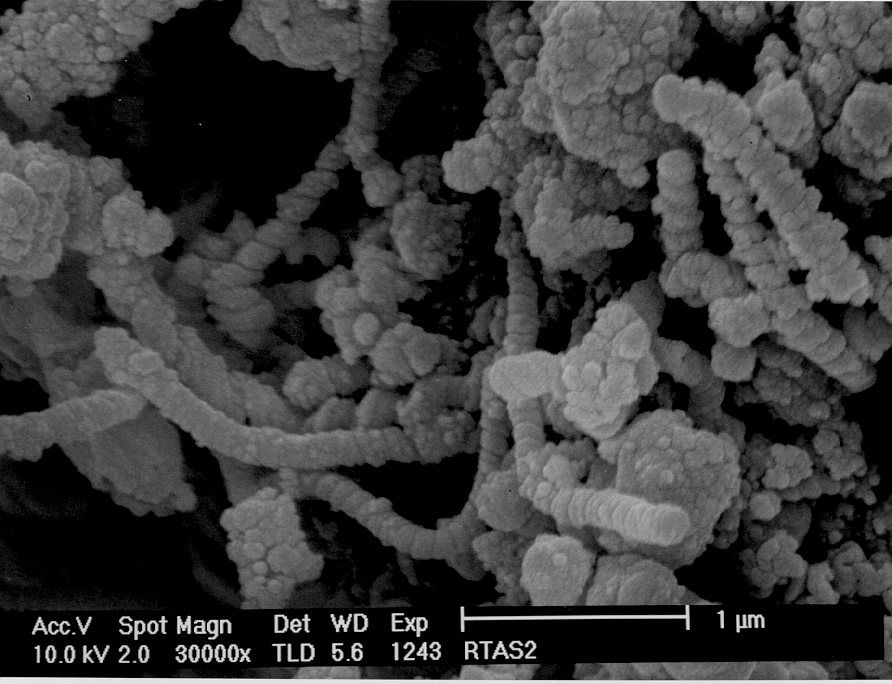 Acc.V Spot Magn Det WD Exp 1 µm
10.0 kV 2.0 30000x TLD 5.6 1243 RTAS2